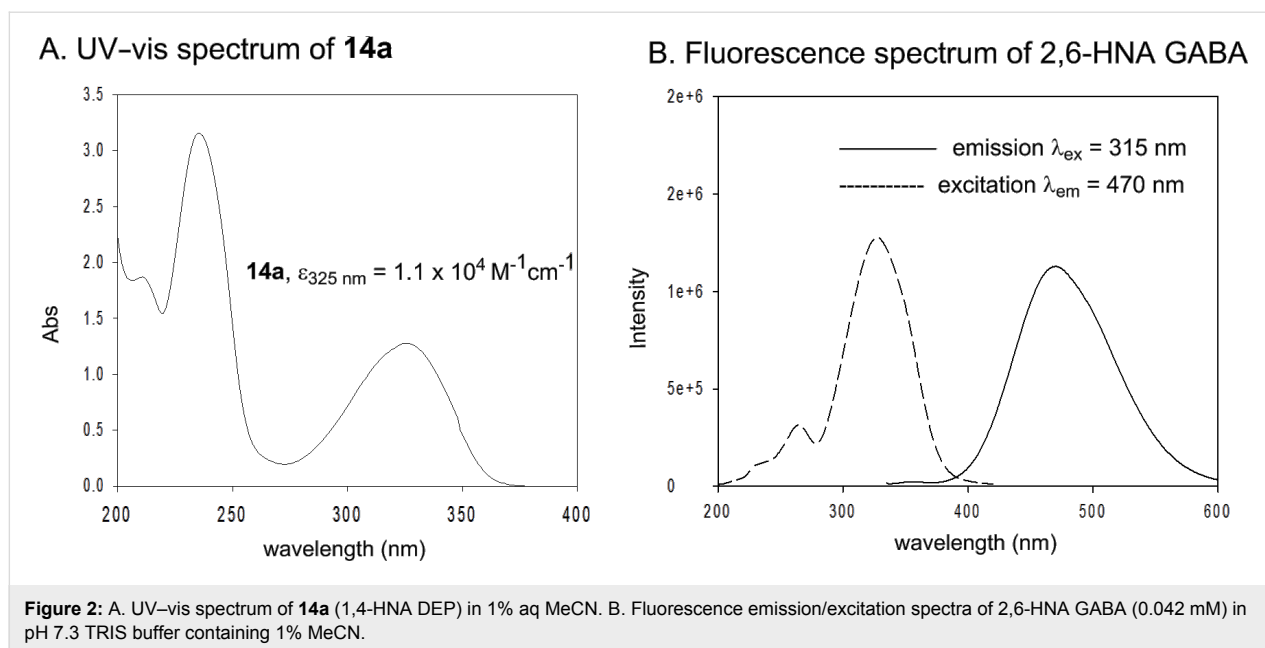 A. UV–vis spectrum of 14a
3.5
3.0
2.5
2.0
1.5
1.0
0.5
0.0
Abs
14a, ε325 nm = 1.1 x 10⁴ M⁻¹cm⁻¹
200 250 300 350 400
wavelength (nm)
B. Fluorescence spectrum of 2,6-HNA GABA
2e+6
2e+6
1e+6
5e+5
0
Intensity
emission λex = 315 nm
excitation λem = 470 nm
200 300 400 500 600
wavelength (nm)
Figure 2: A. UV–vis spectrum of 14a (1,4-HNA DEP) in 1% aq MeCN. B. Fluorescence emission/excitation spectra of 2,6-HNA GABA (0.042 mM) in
pH 7.3 TRIS buffer containing 1% MeCN.